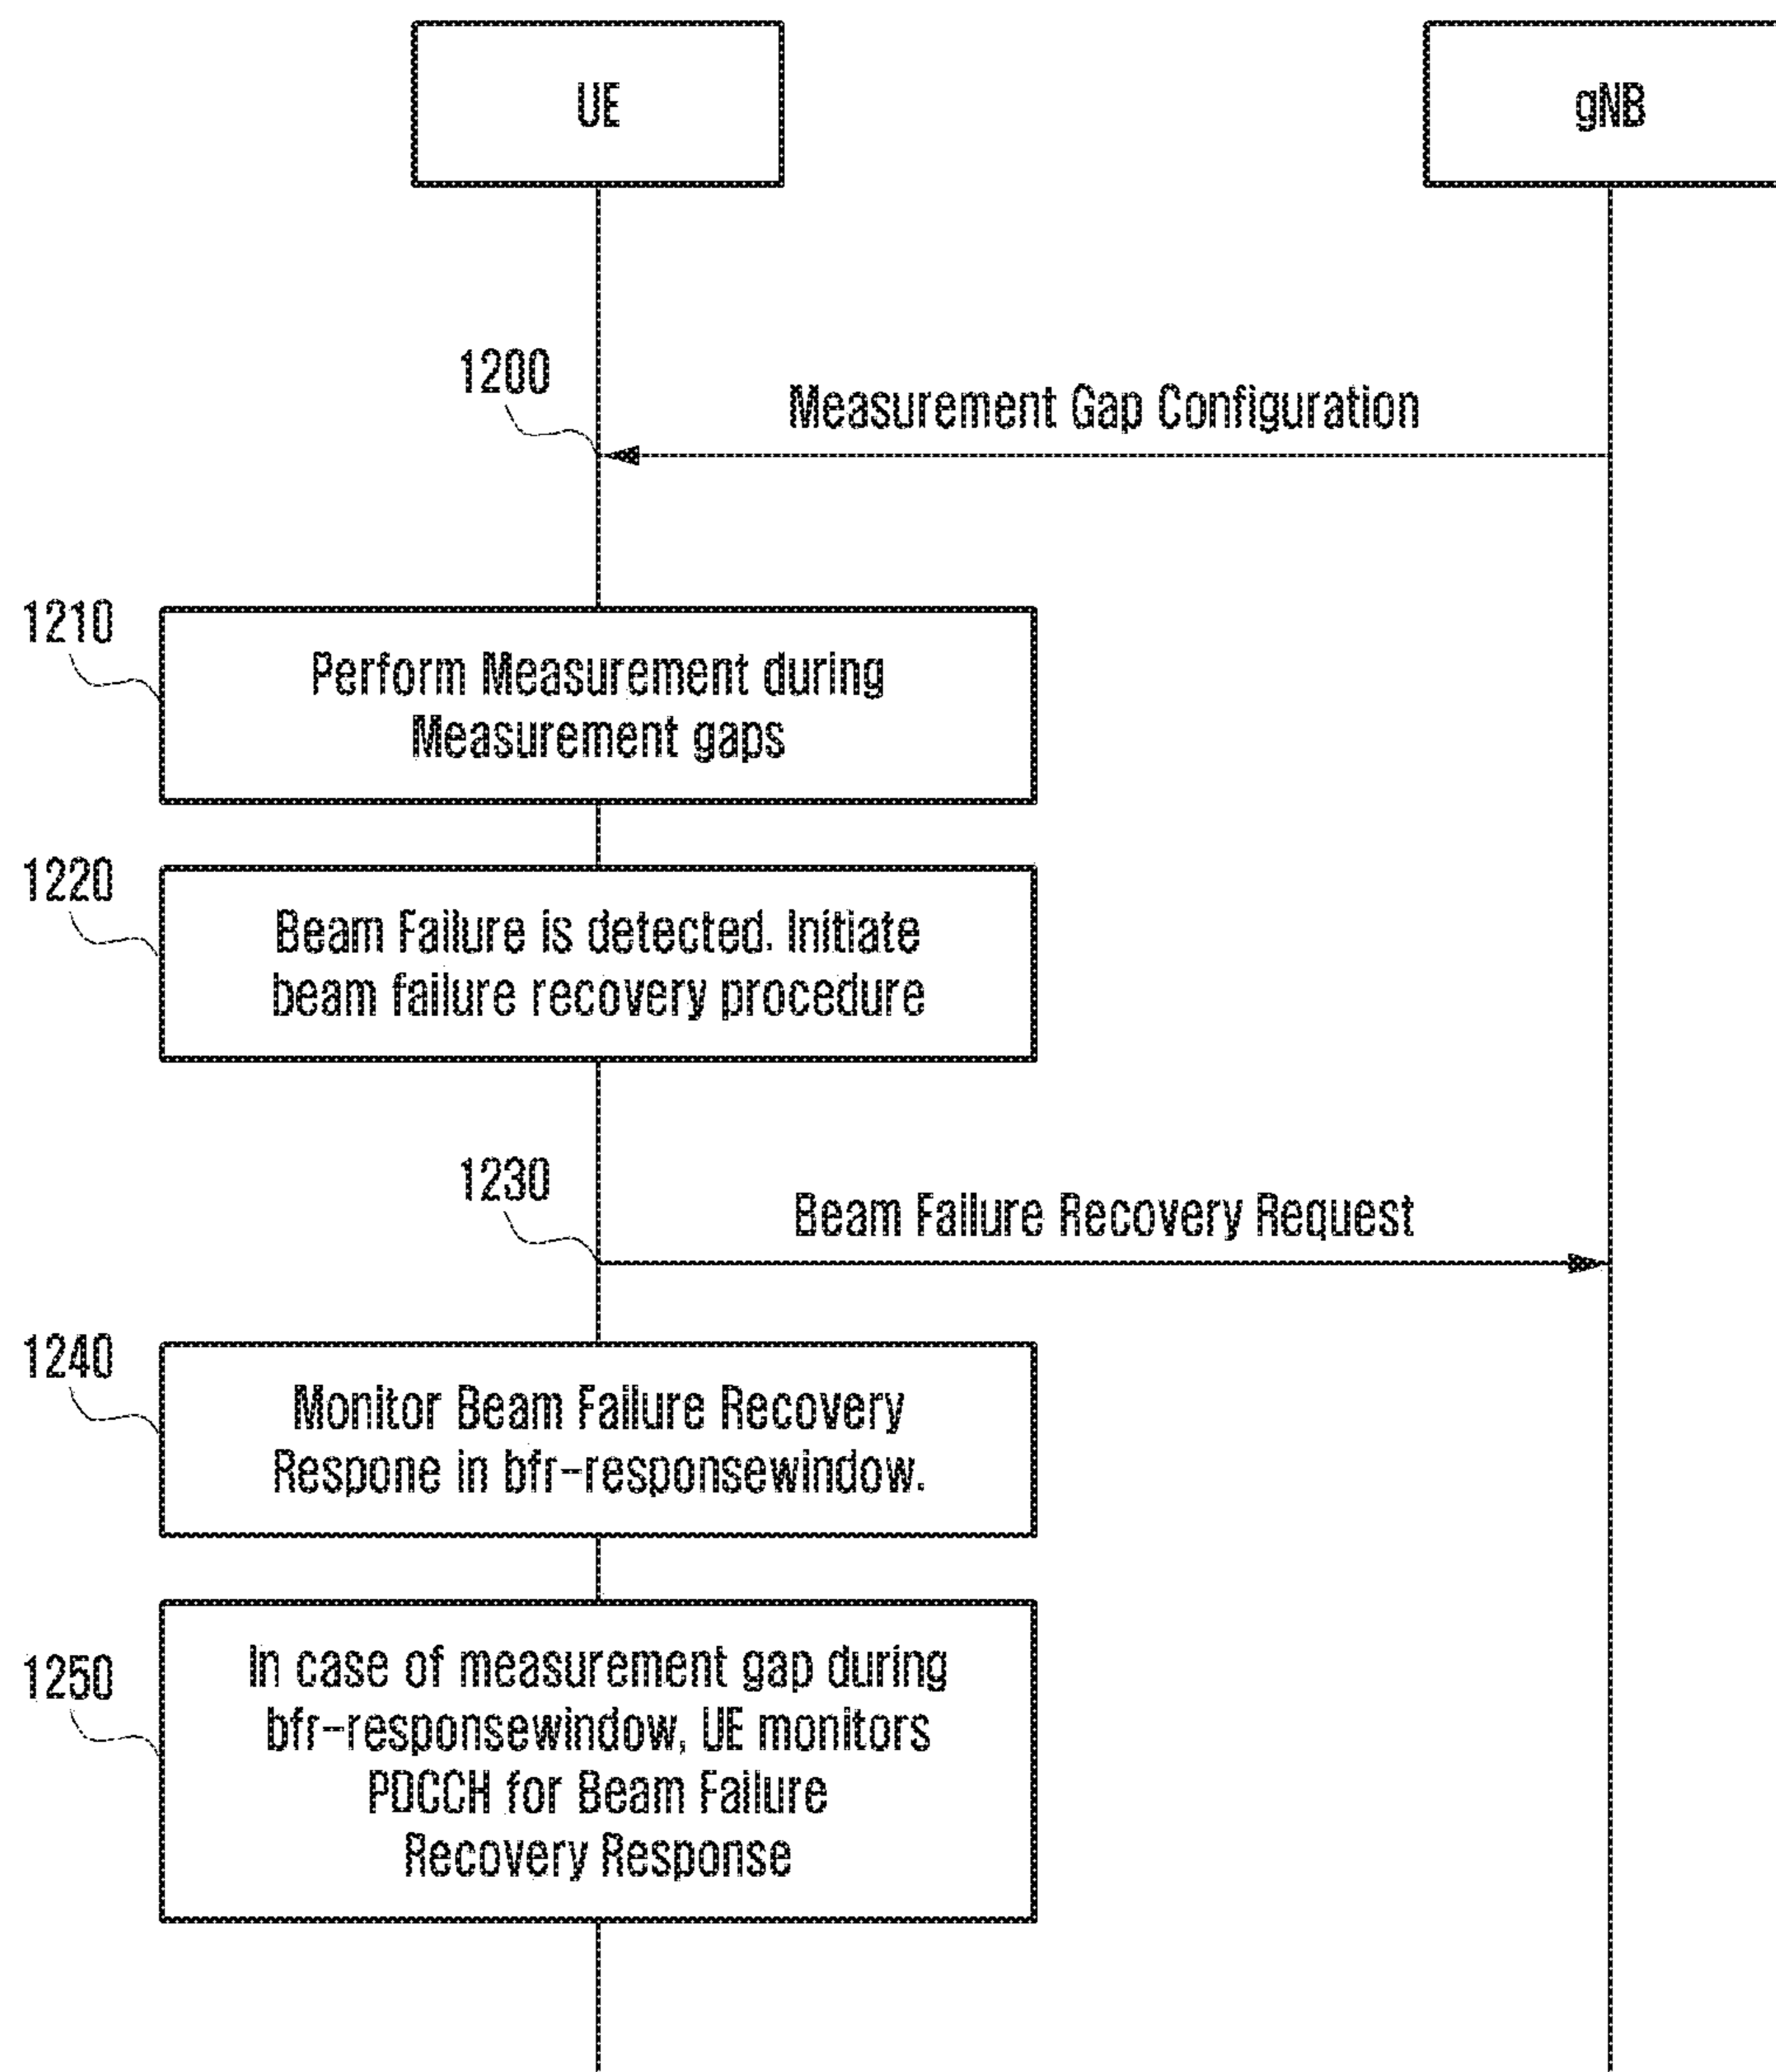 UE
gNB
1200
Measurement Gap Configuration
1210
Perform Measurement during
Measurement gaps
1220
Beam Failure is detected. Initiate
beam failure recovery procedure
1230
Beam Failure Recovery Request
1240
Monitor Beam Failure Recovery
Respone in bfr-responsewindow.
1250
In case of measurement gap during
bfr-responsewindow, UE monitors
PDCCH for Beam Failure
Recovery Response